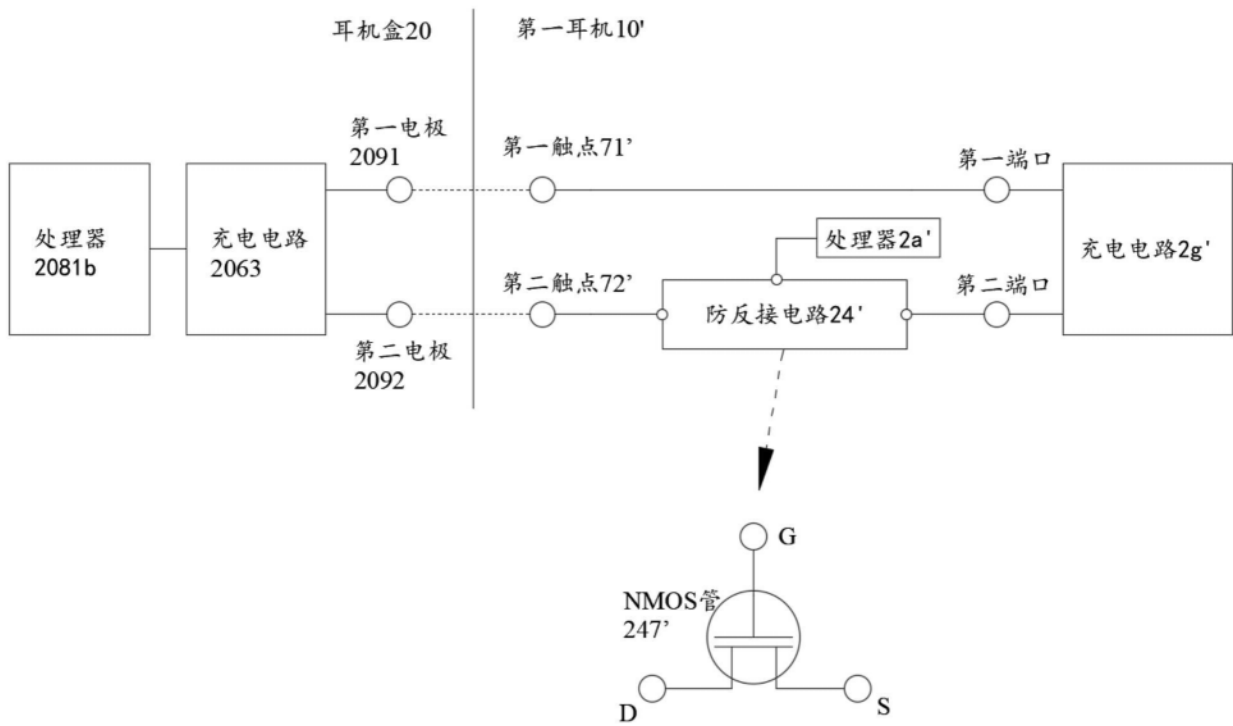 耳机盒20
第一耳机10'
第一电极
2091
第一触点71’
第一端口
处理器
2081b
充电电路
2063
处理器2a'
充电电路2g'
第二触点72’
第二端口
防反接电路24'
第二电极
2092
G
NMOS管
247’
D
S